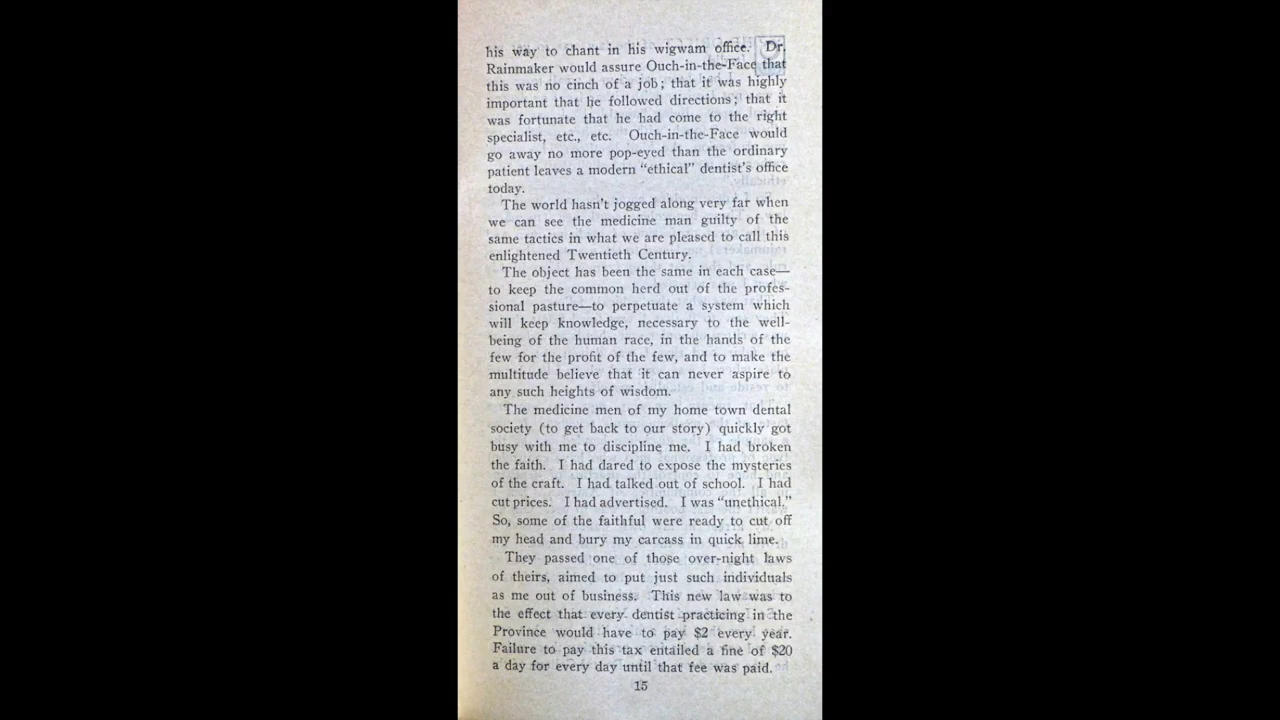 his way to chant in his wigwam office. Dr.
Rainmaker would assure Ouch-in-the-Face that
this was no cinch of a job; that it was highly
important that he followed directions; that it
was fortunate that he had come to the right
specialist, etc., etc. Ouch-in-the-Face would
go away no more pop-eyed than the ordinary
patient leaves a modern "ethical" dentist's office
today.
The world hasn't jogged along very far when
we can see the medicine man guilty of the
same tactics in what we are pleased to call this
enlightened Twentieth Century.
The object has been the same in each case—
to keep the common herd out of the profes-
sional pasture—to perpetuate a system which
will keep knowledge, necessary to the well-
being of the human race, in the hands of the
few for the profit of the few, and to make the
multitude believe that it can never aspire to
any such heights of wisdom.
The medicine men of my home town dental
society (to get back to our story) quickly got
busy with me to discipline me. I had broken
the faith. I had dared to expose the mysteries
of the craft. I had talked out of school. I had
cut prices. I had advertised. I was "unethical."
So, some of the faithful were ready to cut off
my head and bury my carcass in quick lime.
They passed one of those over-night laws
of theirs, aimed to put just such individuals
as me out of business. This new law was to
the effect that every dentist practicing in the
Province would have to pay $2 every year.
Failure to pay this tax entailed a fine of $20
a day for every day until that fee was paid.
15